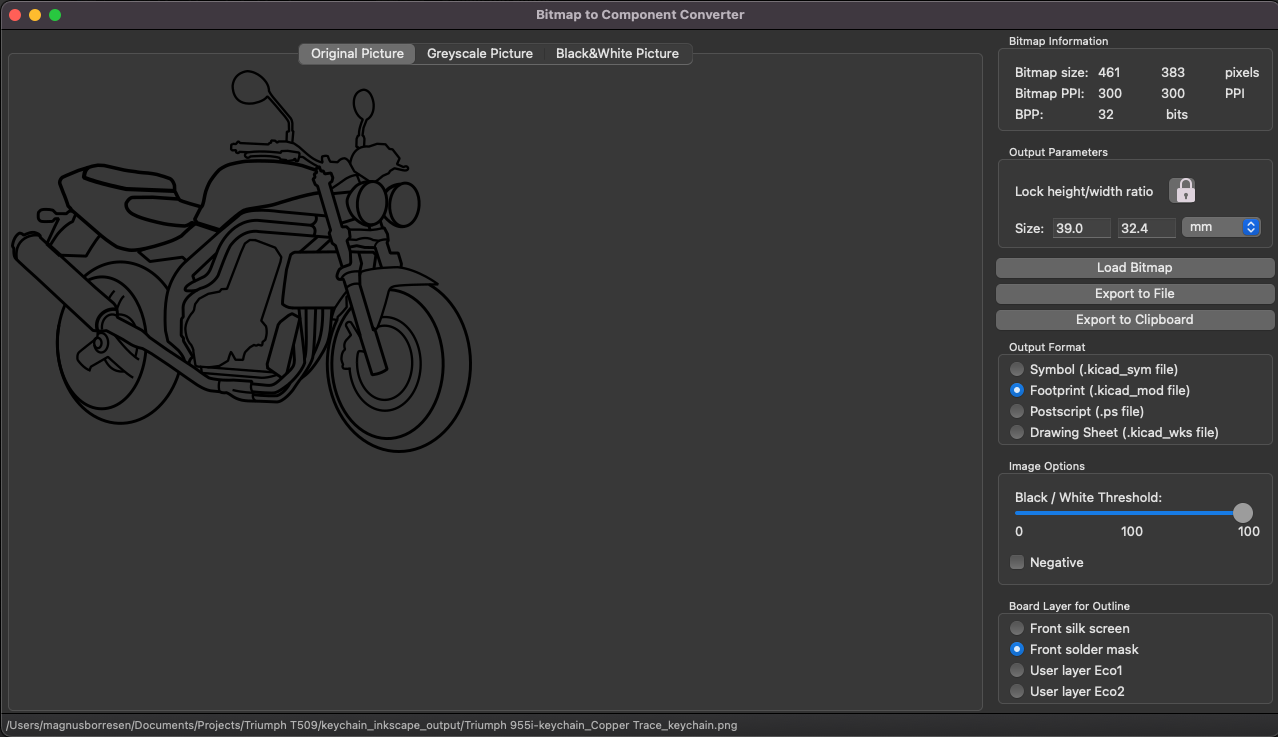 Bitmap to Component Converter
Original Picture Greyscale Picture Black&White Picture
Bitmap Information
Bitmap size: 461 383 pixels
Bitmap PPI: 300 300 PPI
BPP: 32 bits
Output Parameters
Lock height/width ratio
Size: 39.0 32.4 mm
Load Bitmap
Export to File
Export to Clipboard
Output Format
Symbol (.kicad_sym file)
Footprint (.kicad_mod file)
Postscript (.ps file)
Drawing Sheet (.kicad_wks file)
Image Options
Black / White Threshold:
0 100 100
Negative
Board Layer for Outline
Front silk screen
Front solder mask
User layer Eco1
User layer Eco2
/Users/magnusborresen/Documents/Projects/Triumph T509/keychain_inkscape_output/Triumph 955i-keychain_Copper Trace_keychain.png